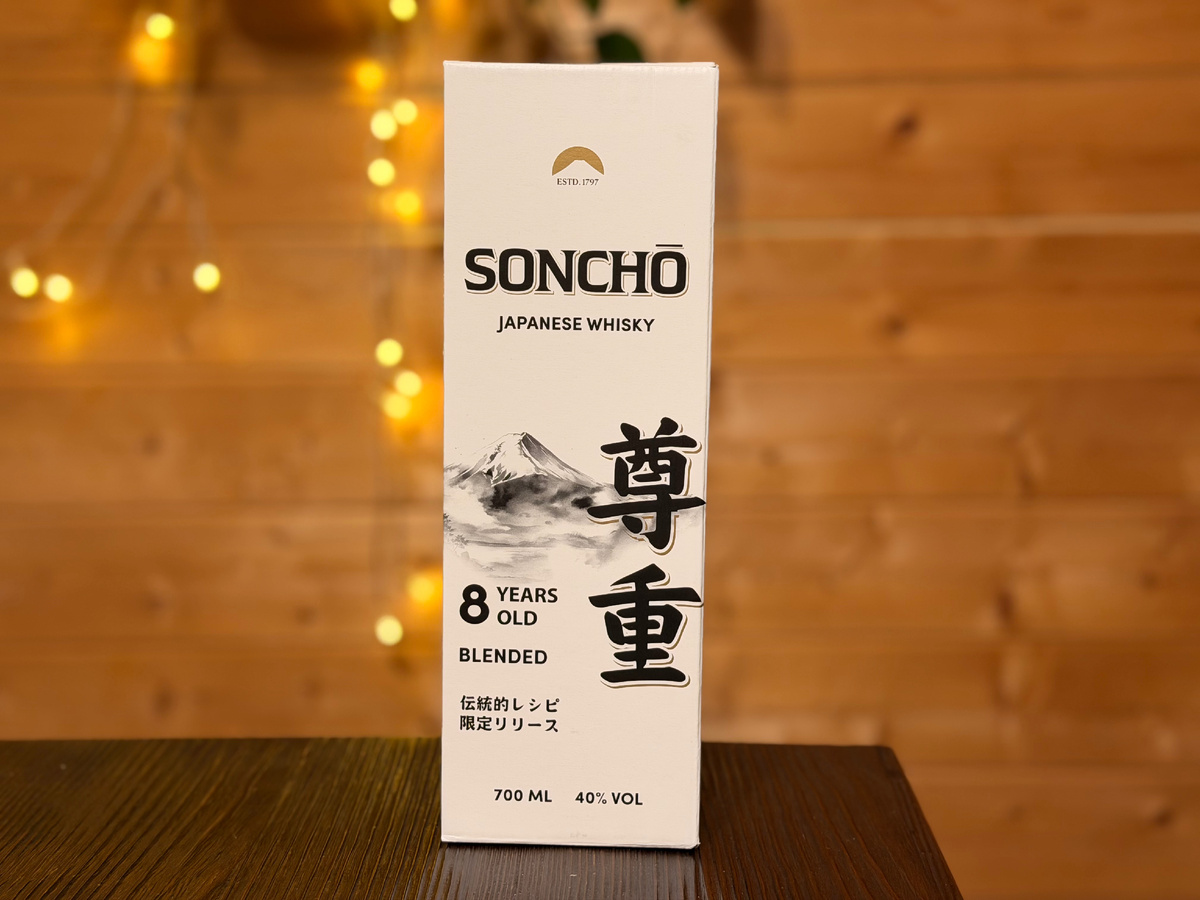 ESTD. 1797
SONCHŌ
JAPANESE WHISKY
尊重
8 YEARS OLD
BLENDED
伝統的レシピ
限定リリース
700 ML 40% VOL